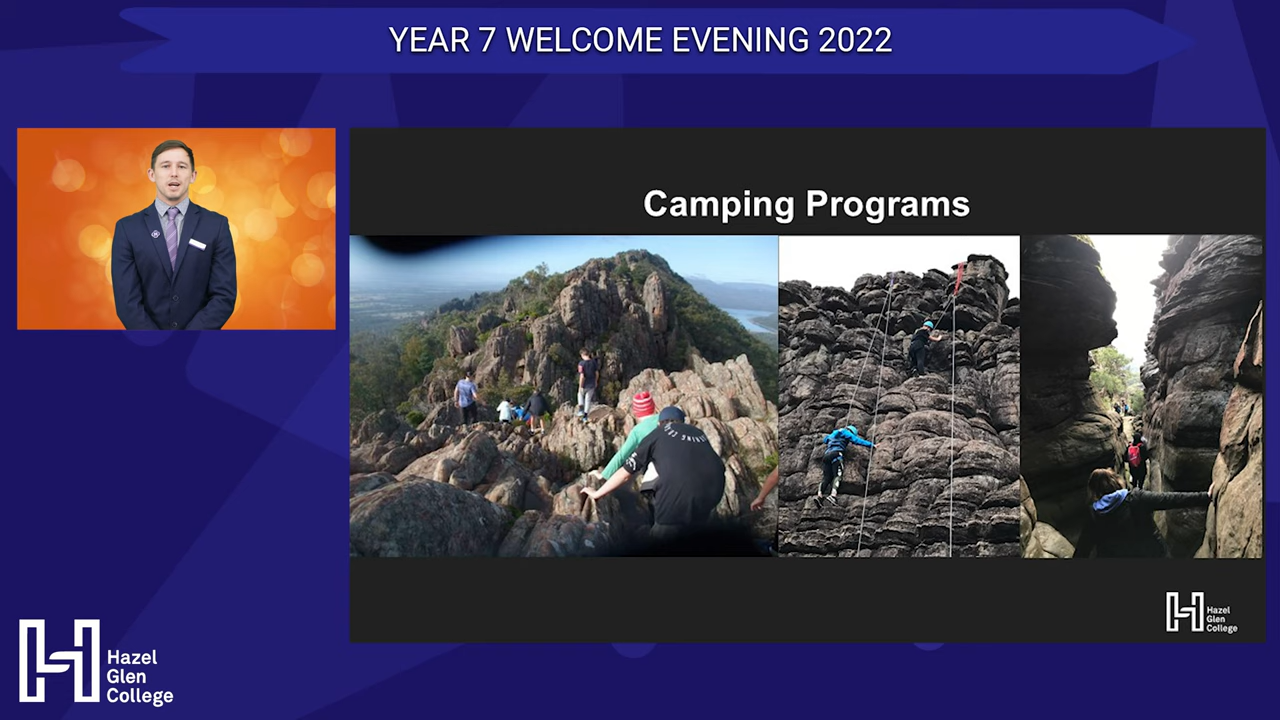 YEAR 7 WELCOME EVENING 2022
Camping Programs
Hazel
Glen
College
Hazel
Glen
College